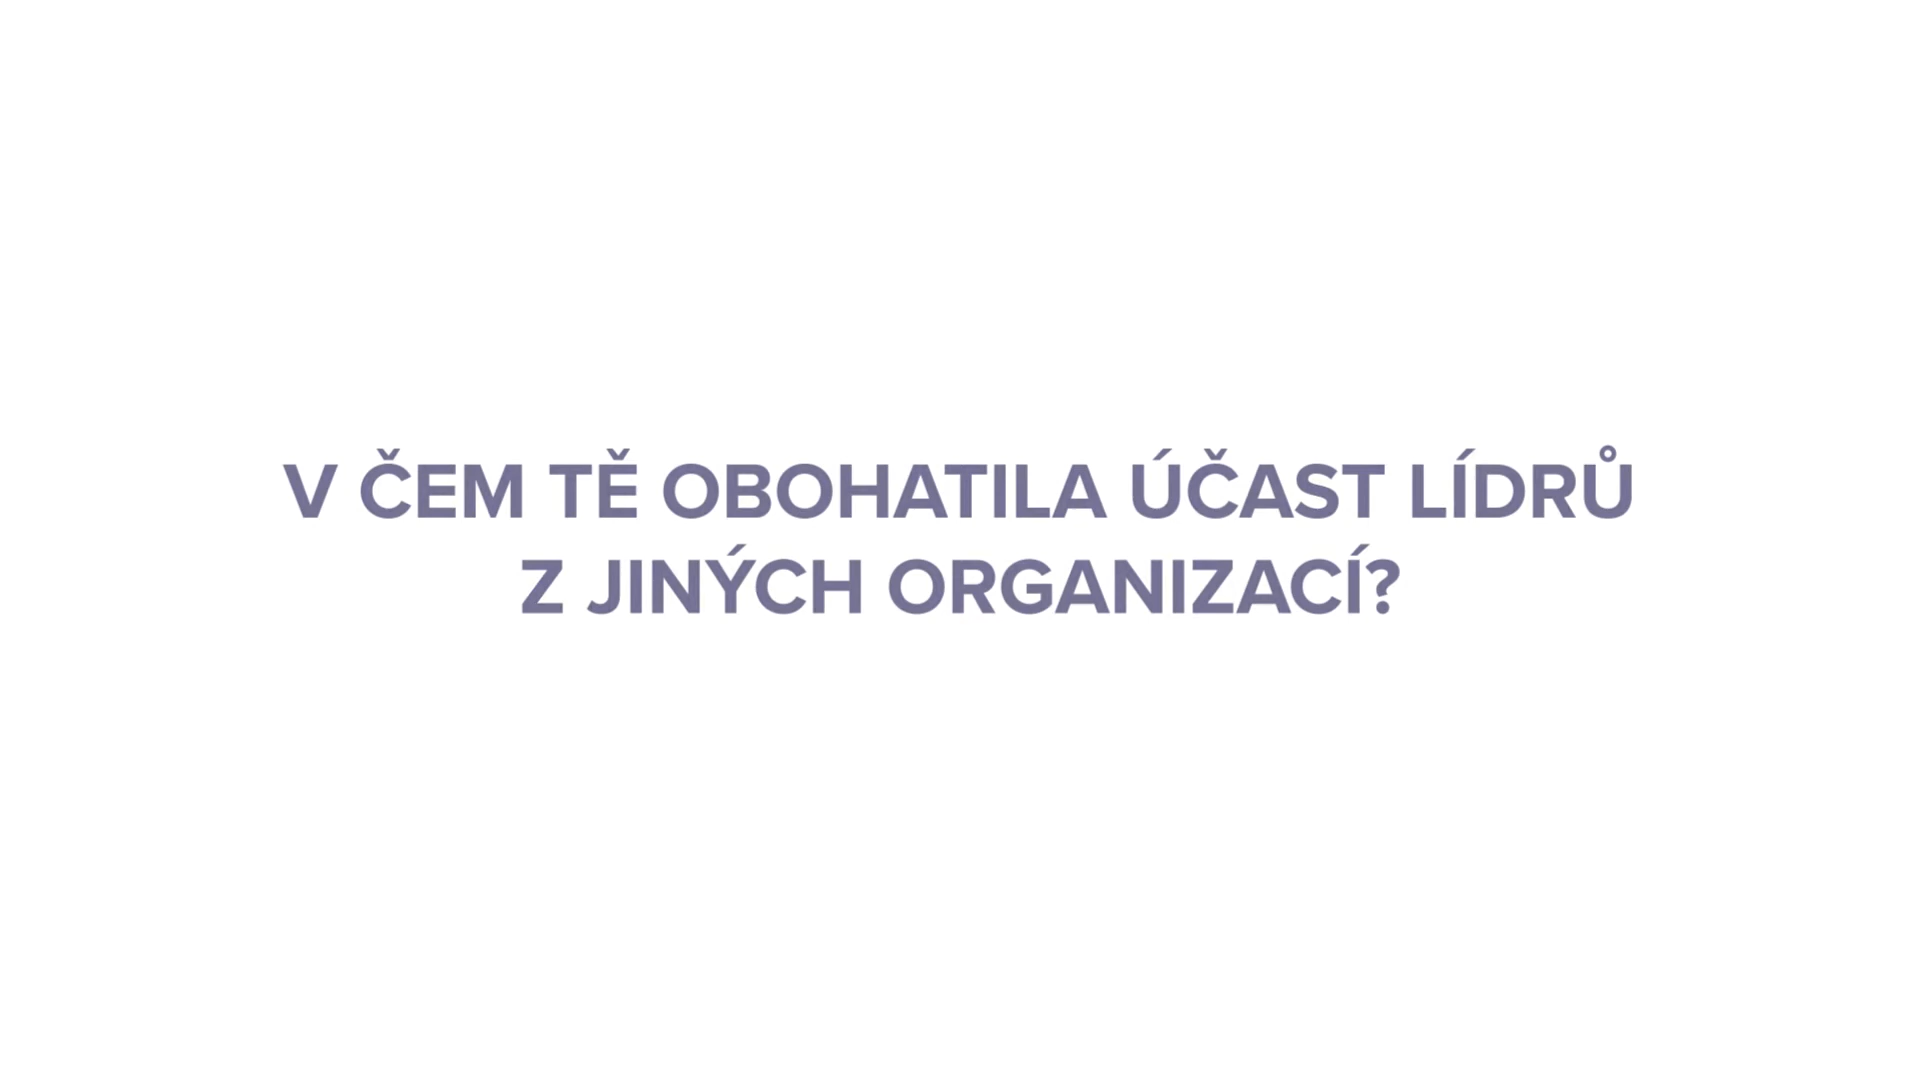 V ČEM TĚ OBOHATILA ÚČAST LÍDRŮ
Z JINÝCH ORGANIZACÍ?